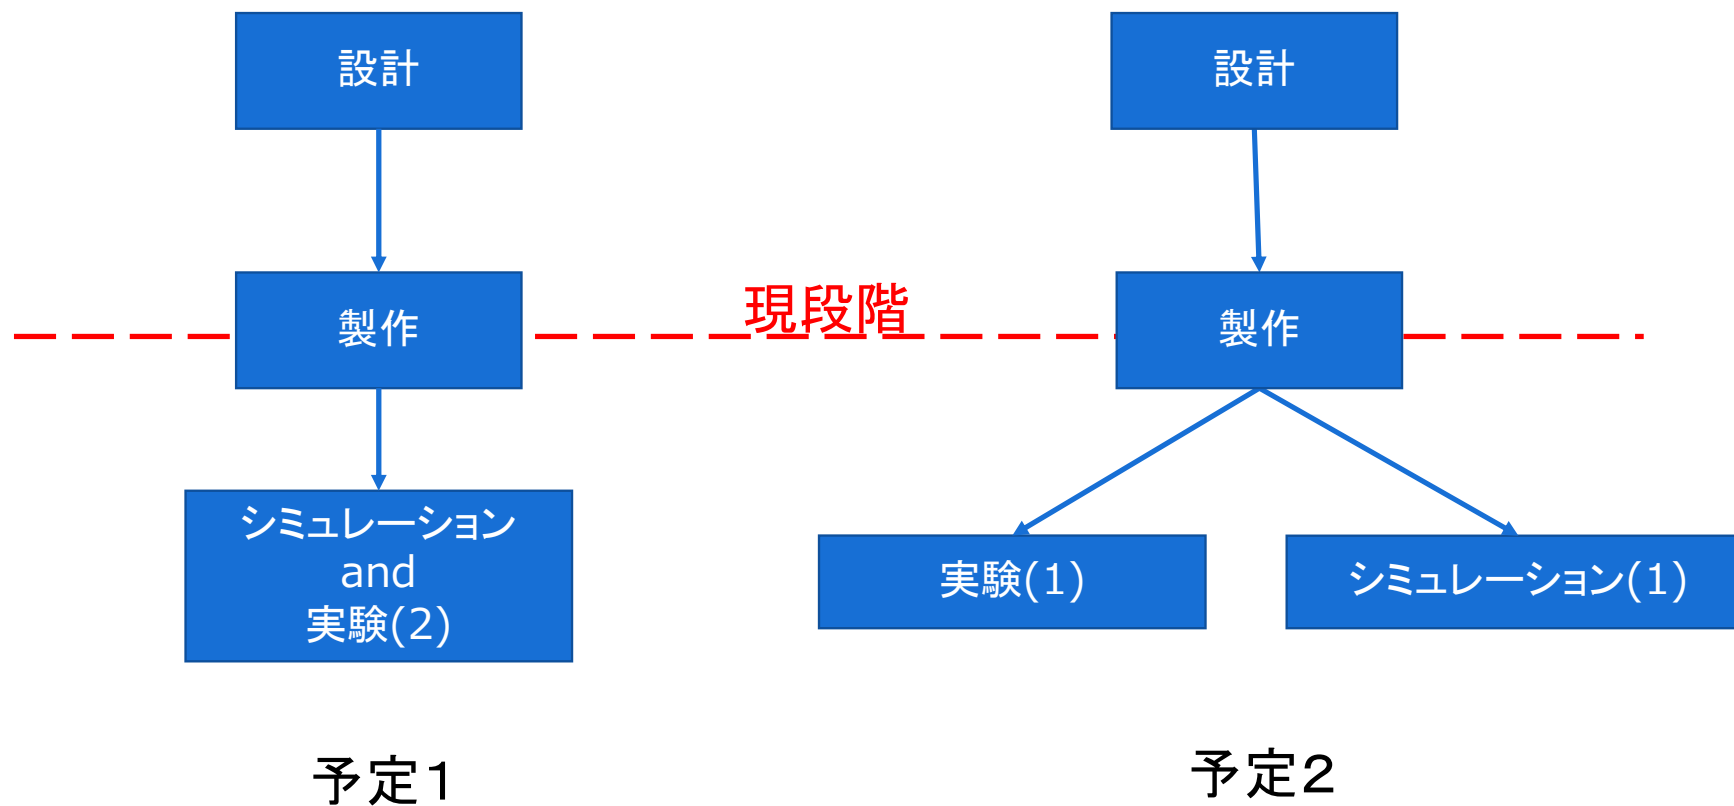 設計
設計
現段階
製作
製作
シミュレーション
and
実験(2)
実験(1)
シミュレーション(1)
予定１
予定２